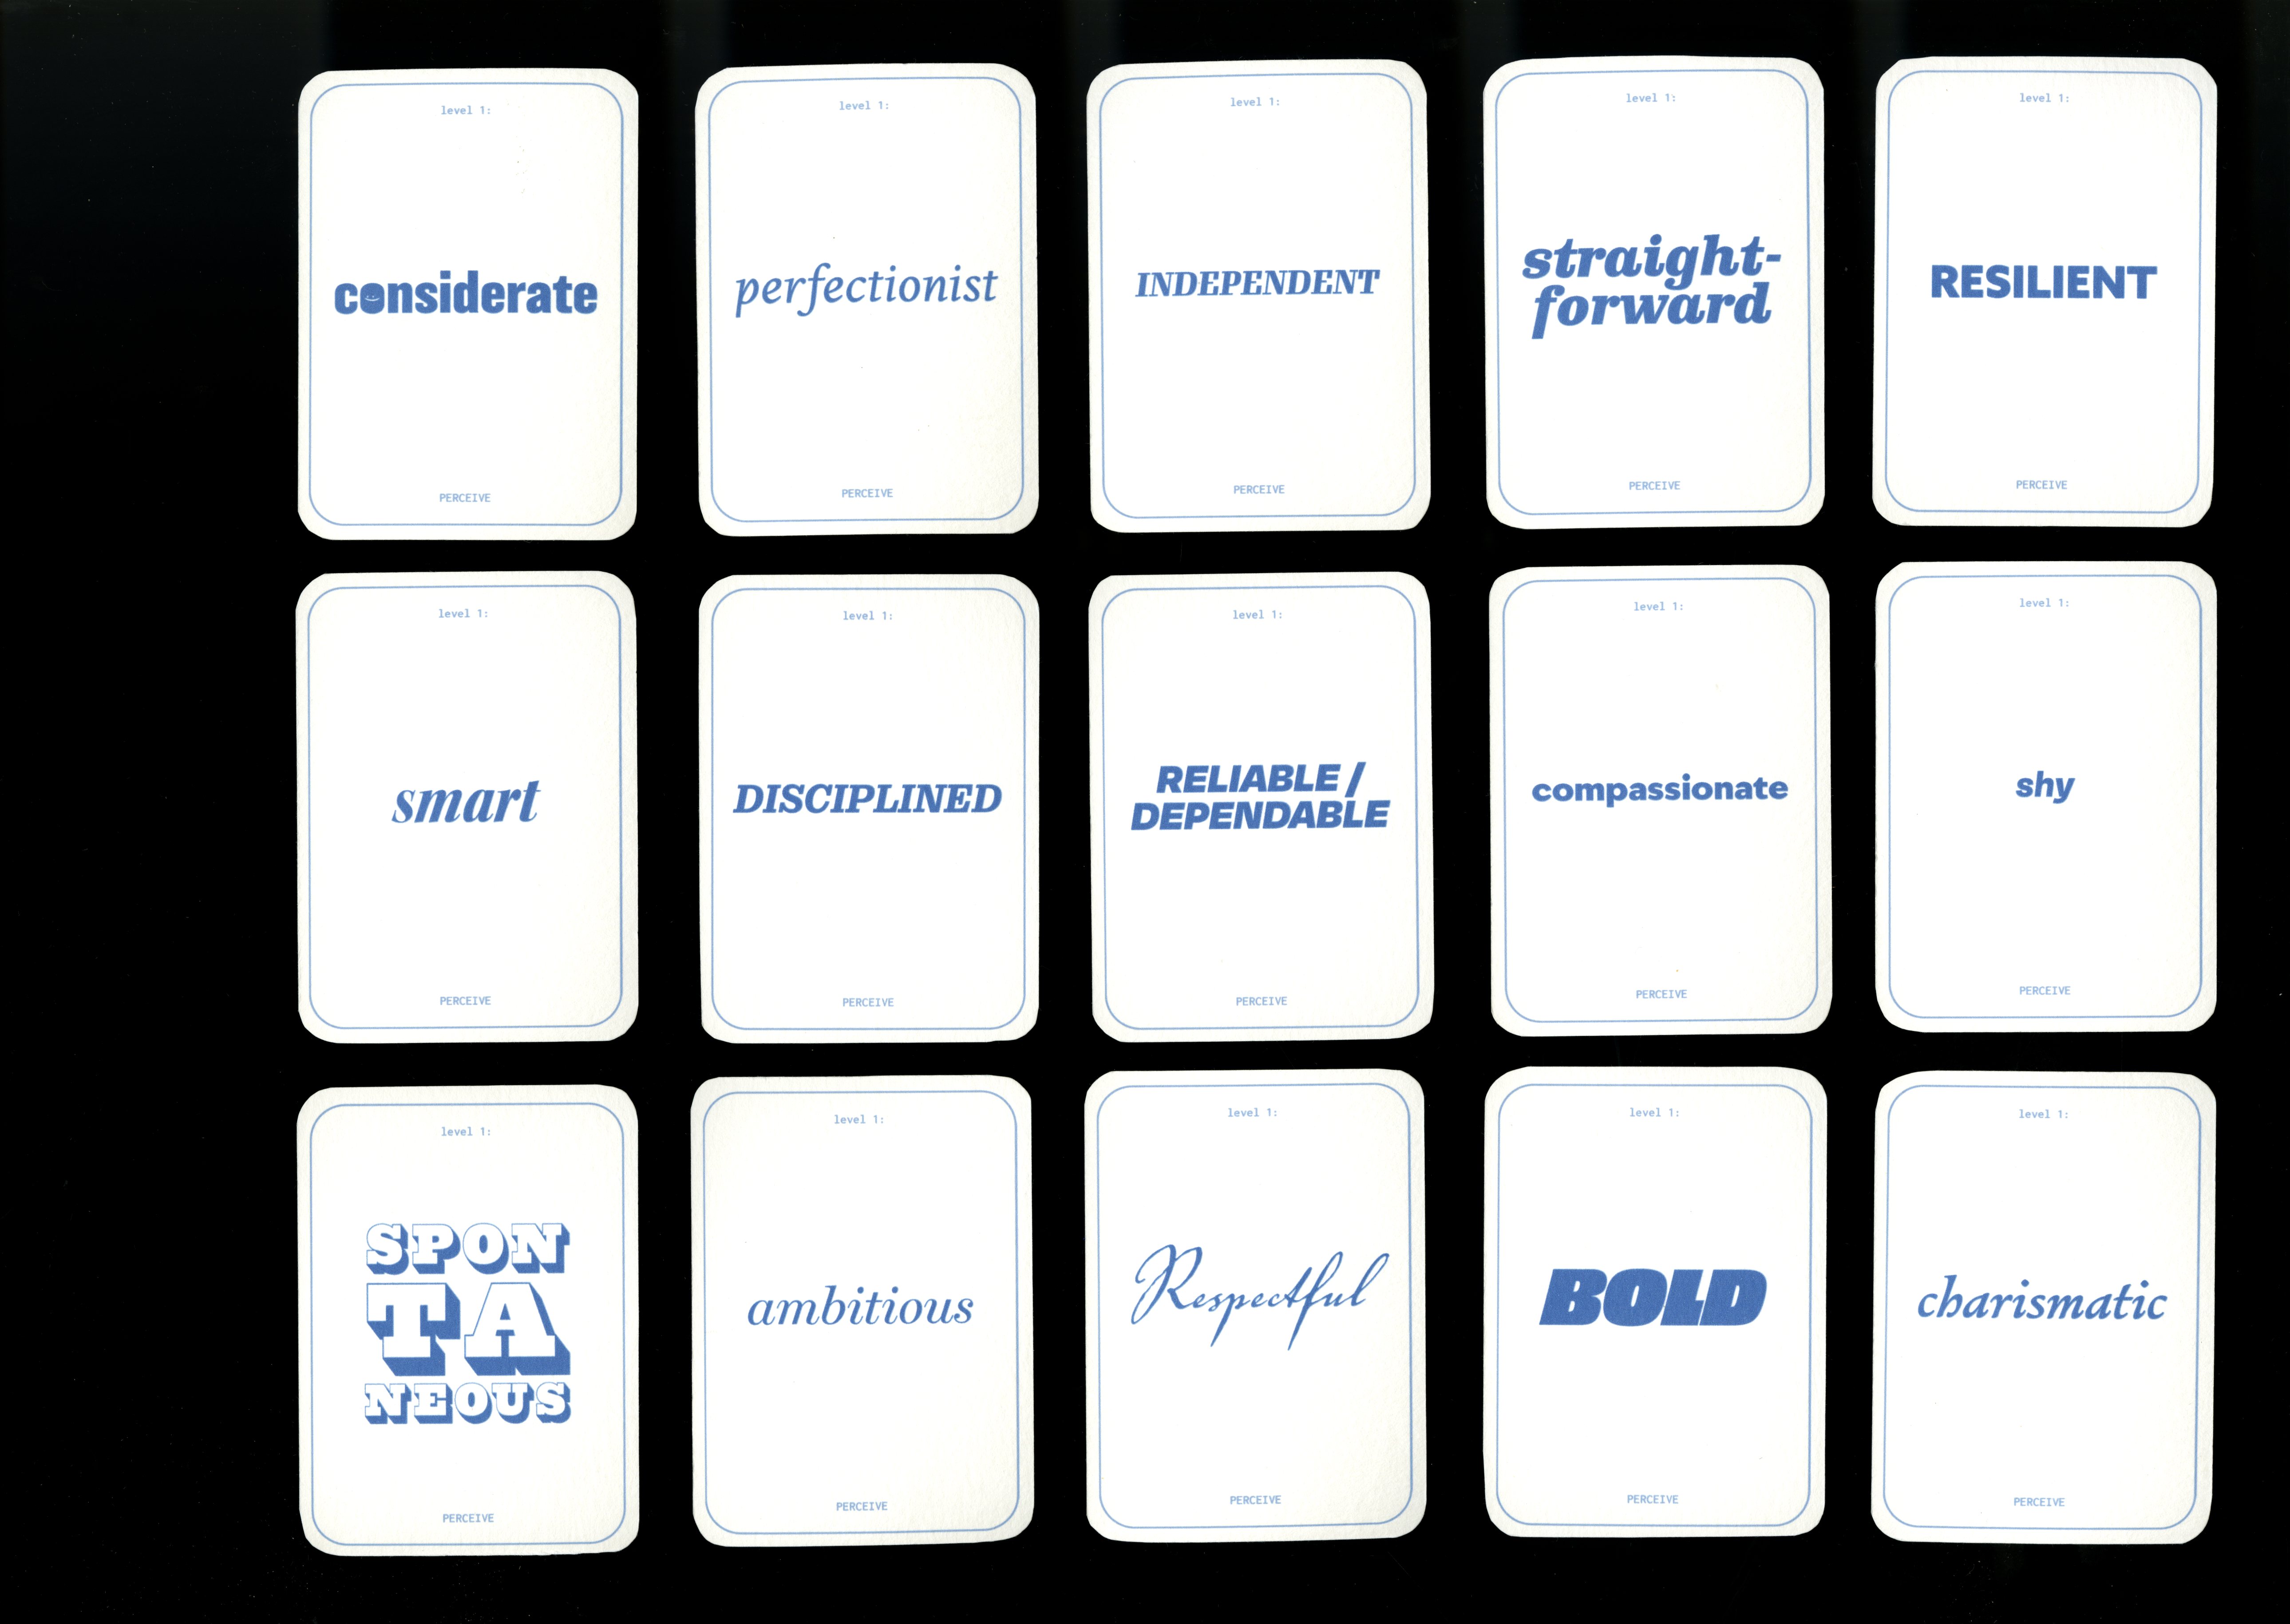 level 1:
considerate
PERCEIVE
level 1:
perfectionist
PERCEIVE
level 1:
INDEPENDENT
PERCEIVE
level 1:
straight-
forward
PERCEIVE
level 1:
RESILIENT
PERCEIVE
level 1:
smart
PERCEIVE
level 1:
DISCIPLINED
PERCEIVE
level 1:
RELIABLE /
DEPENDABLE
PERCEIVE
level 1:
compassionate
PERCEIVE
level 1:
shy
PERCEIVE
level 1:
SPON
TA
NEOUS
PERCEIVE
level 1:
ambitious
PERCEIVE
level 1:
Respectful
PERCEIVE
level 1:
BOLD
PERCEIVE
level 1:
charismatic
PERCEIVE